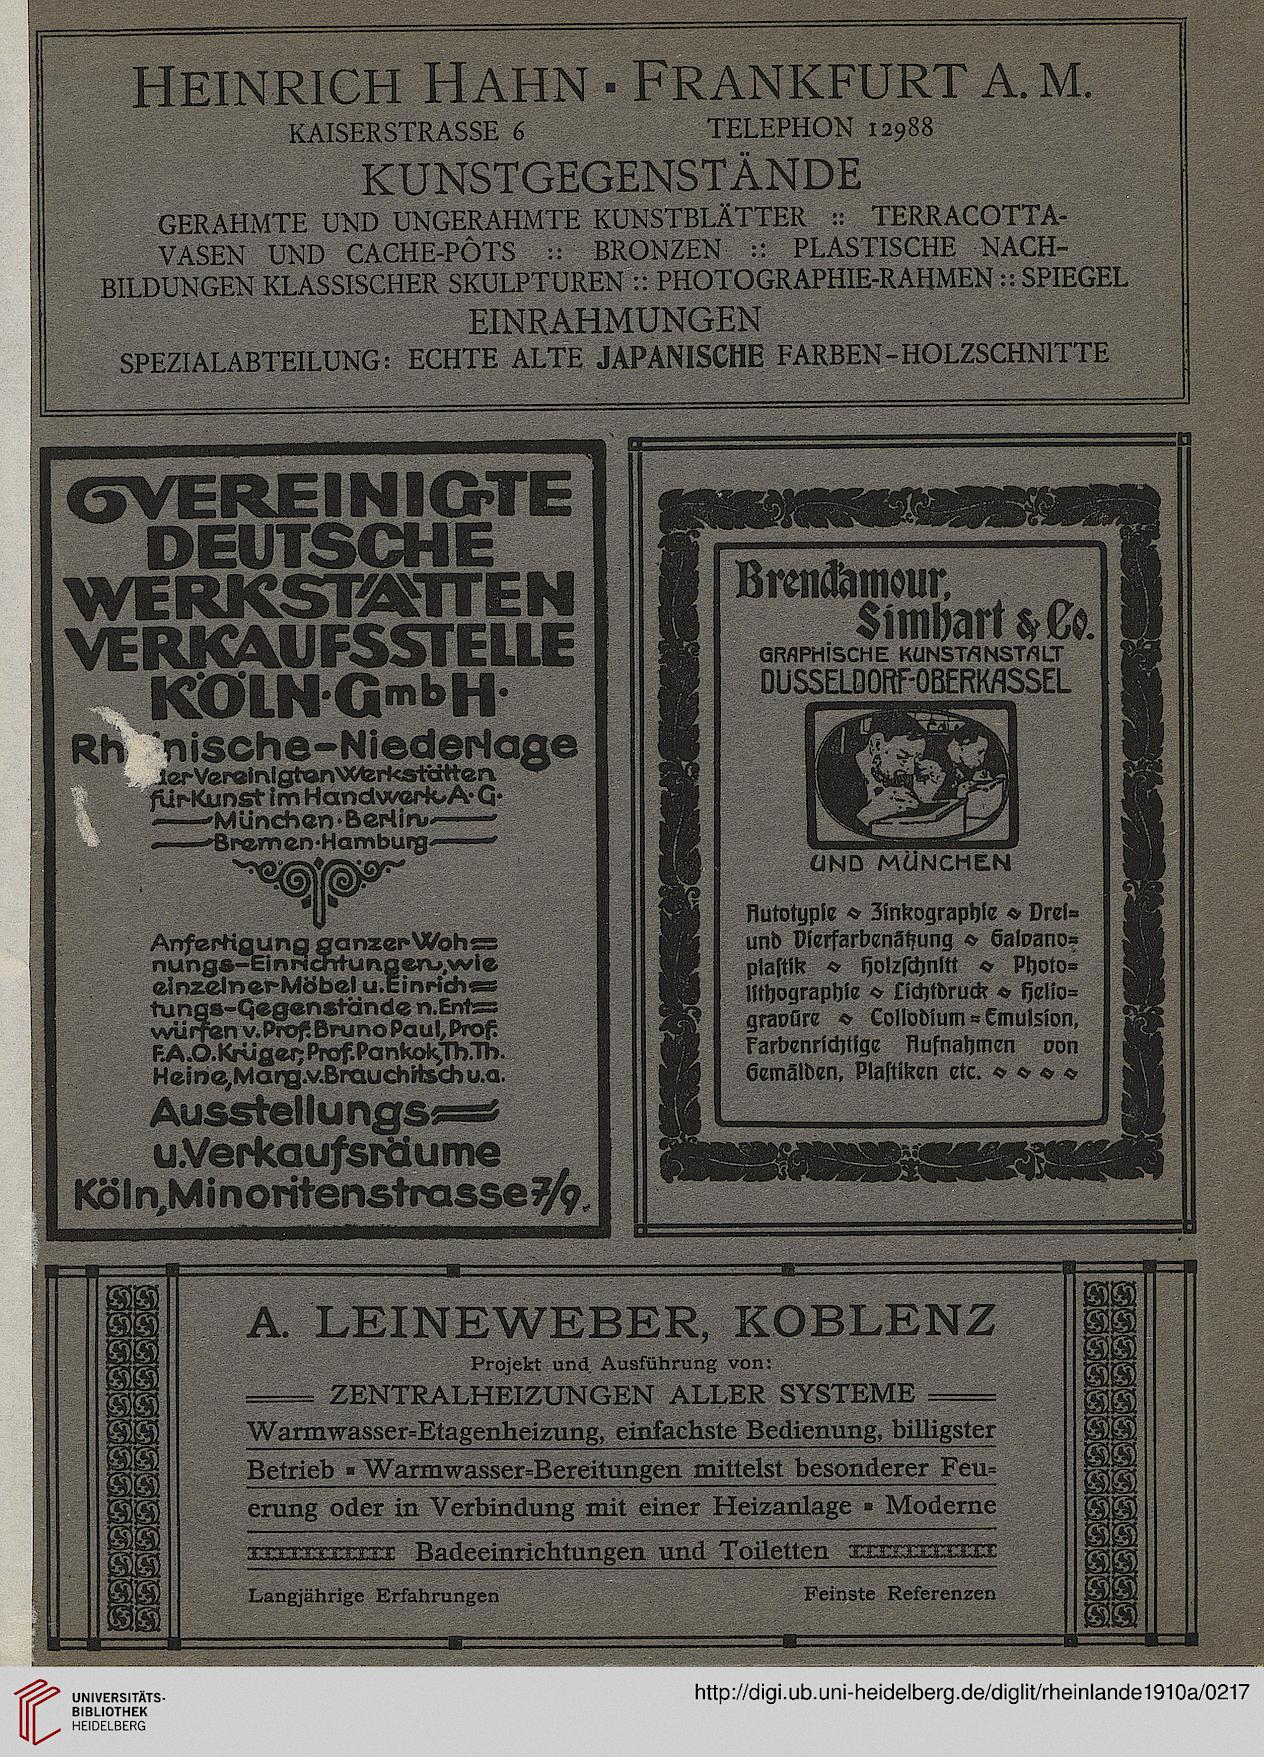 HEINRICH HAHN · FRANKFURT A. M.
KAISERSTRASSE 6 TELEPHON 12988
KUNSTGEGENSTÄNDE
GERAHMTE UND UNGERAHMTE KUNSTBLÄTTER :: TERRACOTTA-
VASEN UND CACHE-PÔTS :: BRONZEN :: PLASTISCHE NACH-
BILDUNGEN KLASSISCHER SKULPTUREN :: PHOTOGRAPHIE-RAHMEN :: SPIEGEL
EINRAHMUNGEN
SPEZIALABTEILUNG: ECHTE ALTE JAPANISCHE FARBEN-HOLZSCHNITTE
VEREINIGTE
DEUTSCHE
WERKSTÄTTEN
VERKAUFSSTELLE
KÖLN·GmbH·
Niederlage
der Vereinigten Werkstätten
für Kunst im Handwerk A·G·
München·Berlin
Bremen·Hamburg
Anfertigung ganzer Woh=
nungs-Einrichtungen, wie
einzelner Möbel u. Einrich=
tungs-Gegenstände n. Ent=
würfen v. Prof. Bruno Paul, Prof.
F.A.O. Krüger, Prof. Pankok, Th. Th.
Heine, Marg. v. Brauchitsch u. a.
Ausstellungs=
u. Verkaufsräume
Köln, Minoritenstrasse 7/9.
Brend'amour,
Simhart & Co.
GRAPHISCHE KUNSTANSTALT
DUSSELDORF-OBERKASSEL
UND MÜNCHEN
Autotypie ⋄ Zinkographie ⋄ Drei=
und Vierfarbenätzung ⋄ Galvano=
plastik ⋄ Holzschnitt ⋄ Photo=
lithographie ⋄ Lichtdruck ⋄ Helio=
gravüre ⋄ Collodium=Emulsion,
Farbenrichtige Aufnahmen von
Gemälden, Plastiken etc. ⋄ ⋄ ⋄ ⋄
A. LEINEWEBER, KOBLENZ
Projekt und Ausführung von:
ZENTRALHEIZUNGEN ALLER SYSTEME
Warmwasser=Etagenheizung, einfachste Bedienung, billigster
Betrieb ▪ Warmwasser=Bereitungen mittelst besonderer Feu=
erung oder in Verbindung mit einer Heizanlage ▪ Moderne
Badeeinrichtungen und Toiletten
Langjährige Erfahrungen Feinste Referenzen
UNIVERSITÄTS-
BIBLIOTHEK
HEIDELBERG
http://digi.ub.uni-heidelberg.de/diglit/rheinlande1910a/0217